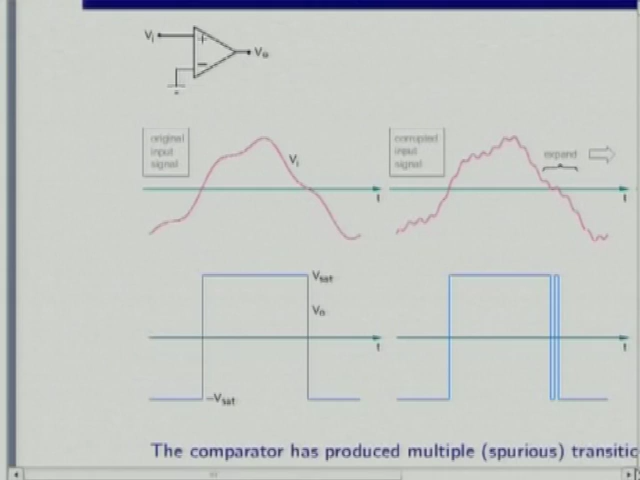 Vi
+
−
Vo
original
input
signal
Vi
t
corrupted
input
signal
expand
t
Vsat
Vo
t
−Vsat
t
The comparator has produced multiple (spurious)